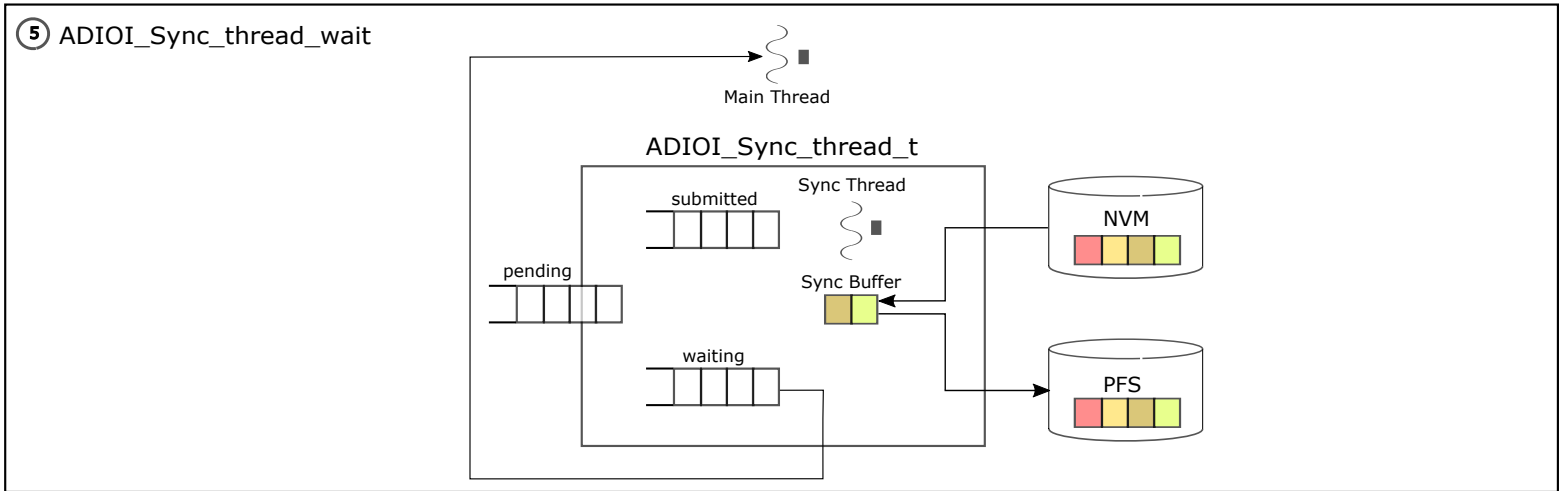 5 ADIOI_Sync_thread_wait
Main Thread
ADIOI_Sync_thread_t
Sync Thread
submitted
NVM
pending
Sync Buffer
waiting
PFS